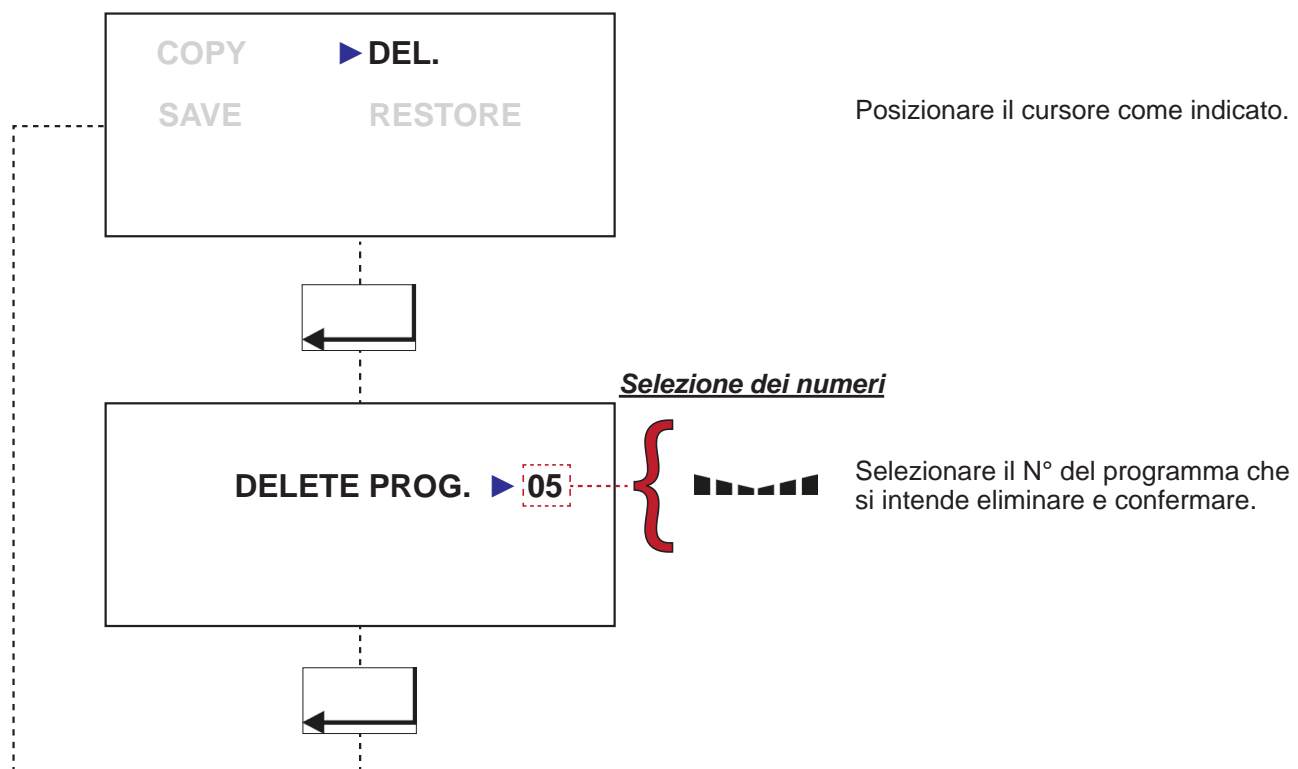 COPY ►DEL.
SAVE RESTORE
Posizionare il cursore come indicato.
Selezione dei numeri
DELETE PROG. ► 05
Selezionare il N° del programma che
si intende eliminare e confermare.